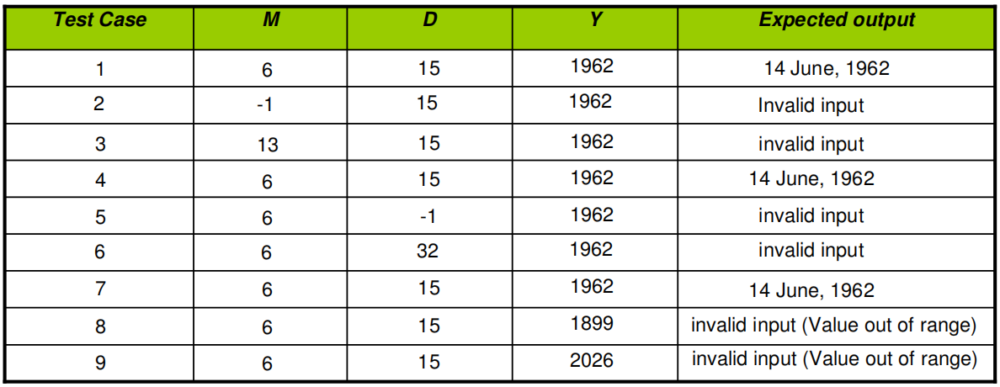 Test Case M D Y Expected output
1 6 15 1962 14 June, 1962
2 -1 15 1962 Invalid input
3 13 15 1962 invalid input
4 6 15 1962 14 June, 1962
5 6 -1 1962 invalid input
6 6 32 1962 invalid input
7 6 15 1962 14 June, 1962
8 6 15 1899 invalid input (Value out of range)
9 6 15 2026 invalid input (Value out of range)